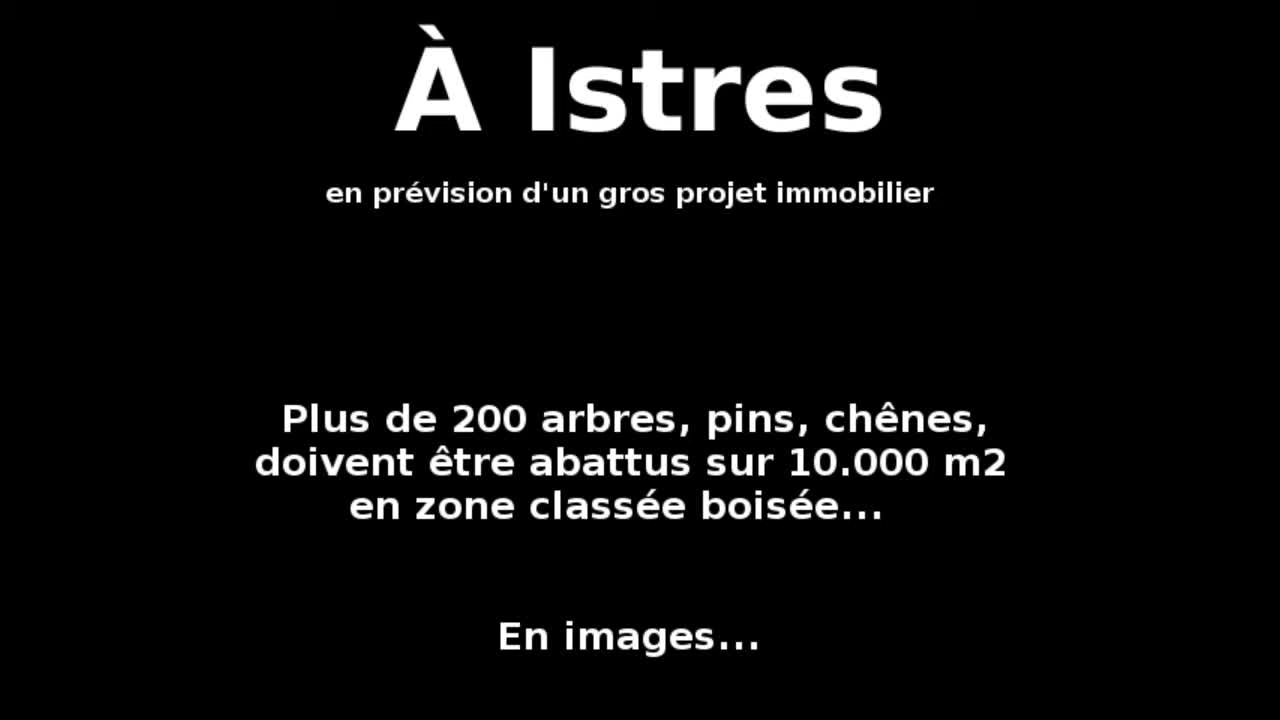 À Istres
en prévision d'un gros projet immobilier
Plus de 200 arbres, pins, chênes,
doivent être abattus sur 10.000 m2
en zone classée boisée...
En images...